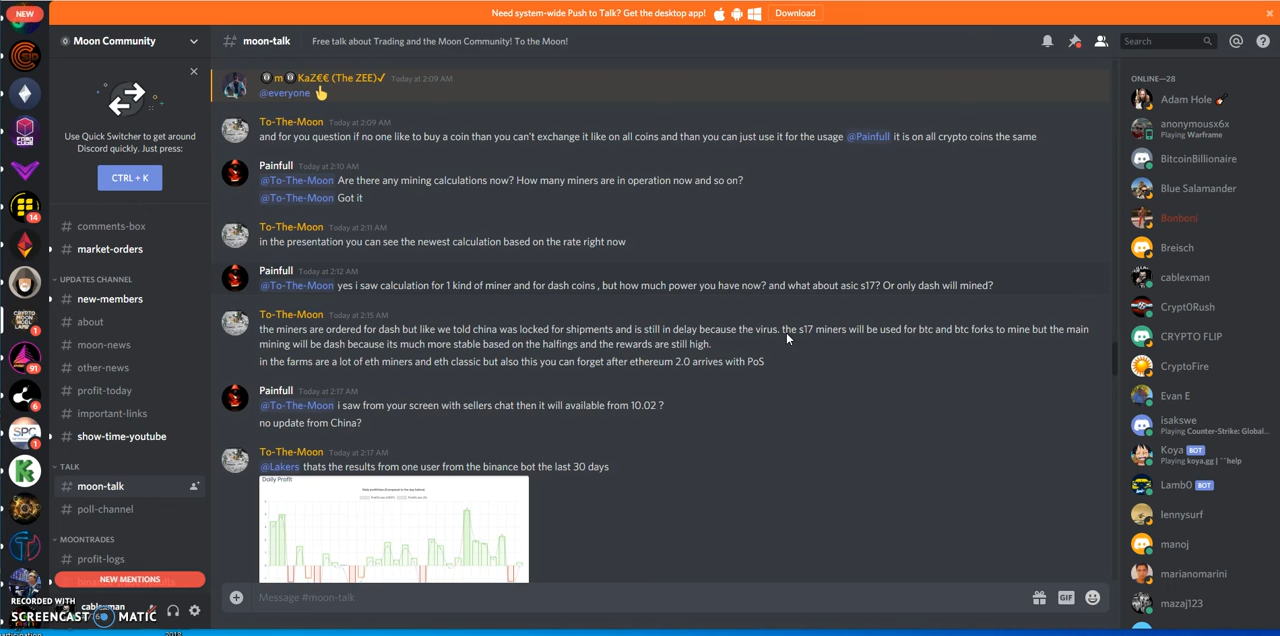 NEW
Need system-wide Push to Talk? Get the desktop app!
Download
Moon Community
moon-talk
Free talk about Trading and the Moon Community! To the Moon!
Search
Use Quick Switcher to get around
Discord quickly. Just press:
CTRL + K
# comments-box
# market-orders
UPDATES CHANNEL
# new-members
# about
# moon-news
# other-news
# profit-today
# important-links
# show-time-youtube
TALK
# moon-talk
# poll-channel
MOONTRADES
# profit-logs
NEW MENTIONS
cablexman
RECORDED WITH
SCREENCAST MATIC
14
1
91
6
1
m KaZ€€ (The ZEE)✓ Today at 2:09 AM
@everyone 👆
To-The-Moon Today at 2:09 AM
and for you question if no one like to buy a coin than you can't exchange it like on all coins and than you can just use it for the usage @Painfull it is on all crypto coins the same
Painfull Today at 2:10 AM
@To-The-Moon Are there any mining calculations now? How many miners are in operation now and so on?
@To-The-Moon Got it
To-The-Moon Today at 2:11 AM
in the presentation you can see the newest calculation based on the rate right now
Painfull Today at 2:12 AM
@To-The-Moon yes i saw calculation for 1 kind of miner and for dash coins , but how much power you have now? and what about asic s17? Or only dash will mined?
To-The-Moon Today at 2:15 AM
the miners are ordered for dash but like we told china was locked for shipments and is still in delay because the virus. the s17 miners will be used for btc and btc forks to mine but the main
mining will be dash because its much more stable based on the halfings and the rewards are still high.
in the farms are a lot of eth miners and eth classic but also this you can forget after ethereum 2.0 arrives with PoS
Painfull Today at 2:17 AM
@To-The-Moon i saw from your screen with sellers chat then it will available from 10.02 ?
no update from China?
To-The-Moon Today at 2:17 AM
@Lakers thats the results from one user from the binance bot the last 30 days
Daily Profit
Message #moon-talk
GIF
ONLINE—28
Adam Hole
anonymousx6x
Playing Warframe
BitcoinBillionaire
Blue Salamander
Bonboni
Breisch
cablexman
Crypt0Rush
CRYPTO FLIP
CryptoFire
Evan E
isakswe
Playing Counter-Strike: Global...
Koya BOT
Playing koya.gg | ``help
Lamb0 BOT
lennysurf
manoj
marianomarini
mazaj123
2018